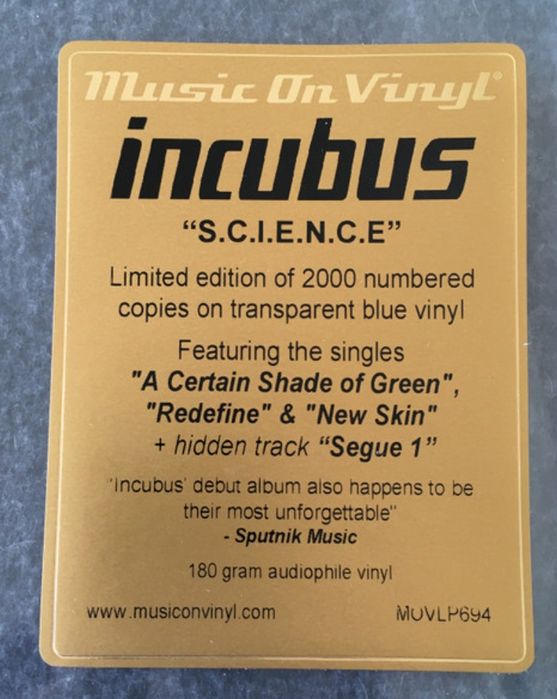 Music On Vinyl®
incubus
“S.C.I.E.N.C.E”
Limited edition of 2000 numbered
copies on transparent blue vinyl
Featuring the singles
"A Certain Shade of Green",
"Redefine" & "New Skin"
+ hidden track “Segue 1”
'Incubus' debut album also happens to be
their most unforgettable"
- Sputnik Music
180 gram audiophile vinyl
www.musiconvinyl.com
MOVLP694